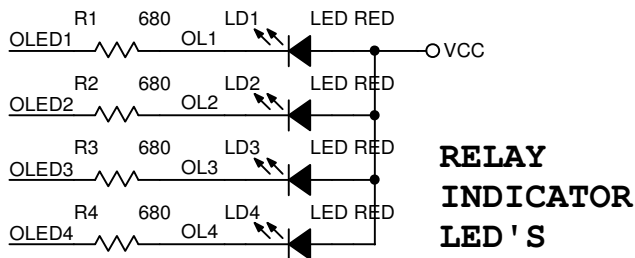 R1 680 LD1 LED RED
OLED1 OL1 VCC
R2 680 LD2 LED RED
OLED2 OL2
R3 680 LD3 LED RED
OLED3 OL3
R4 680 LD4 LED RED
OLED4 OL4
RELAY
INDICATOR
LED'S